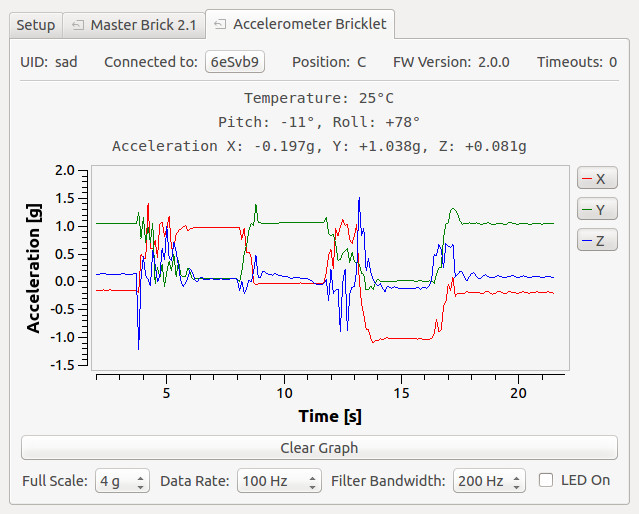 Setup Master Brick 2.1 Accelerometer Bricklet
UID: sad Connected to: 6eSvb9 Position: C FW Version: 2.0.0 Timeouts: 0
Temperature: 25°C
Pitch: -11°, Roll: +78°
Acceleration X: -0.197g, Y: +1.038g, Z: +0.081g
Acceleration [g]
2.0
1.5
1.0
0.5
0.0
-0.5
-1.0
-1.5
X
Y
Z
5 10 15 20
Time [s]
Clear Graph
Full Scale: 4 g Data Rate: 100 Hz Filter Bandwidth: 200 Hz LED On